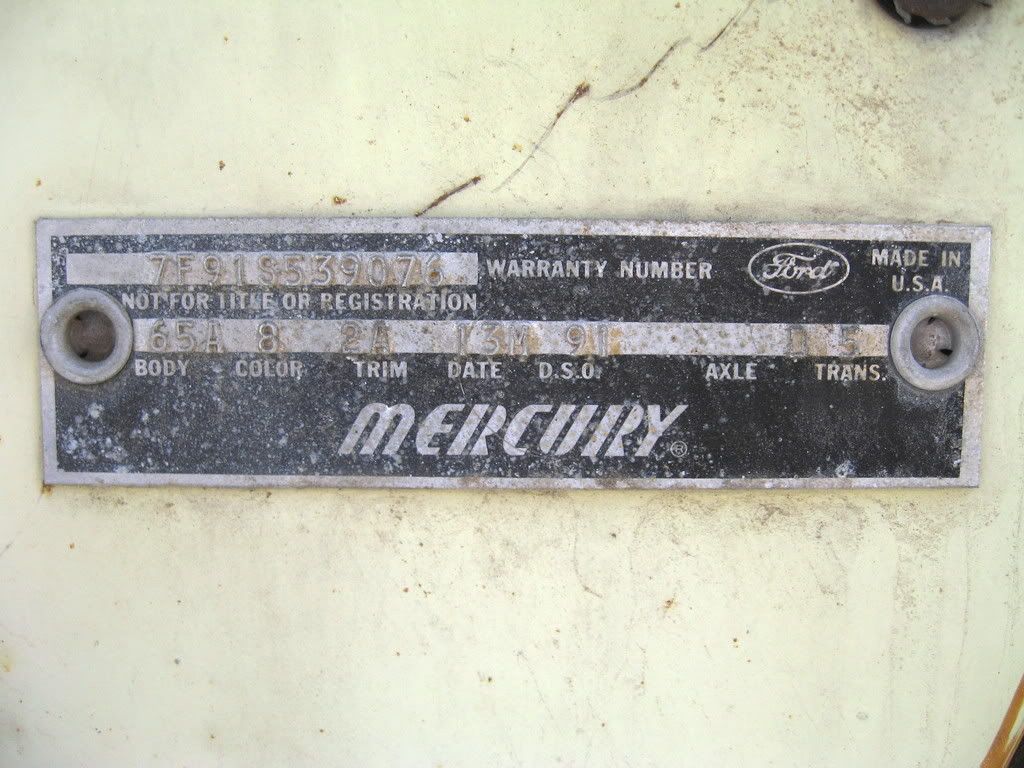 7F91S539076 WARRANTY NUMBER Ford MADE IN U.S.A.
NOT FOR TITLE OR REGISTRATION
65A 8 2A 13M 91 5
BODY COLOR TRIM DATE D.S.O. AXLE TRANS.
MERCURY®